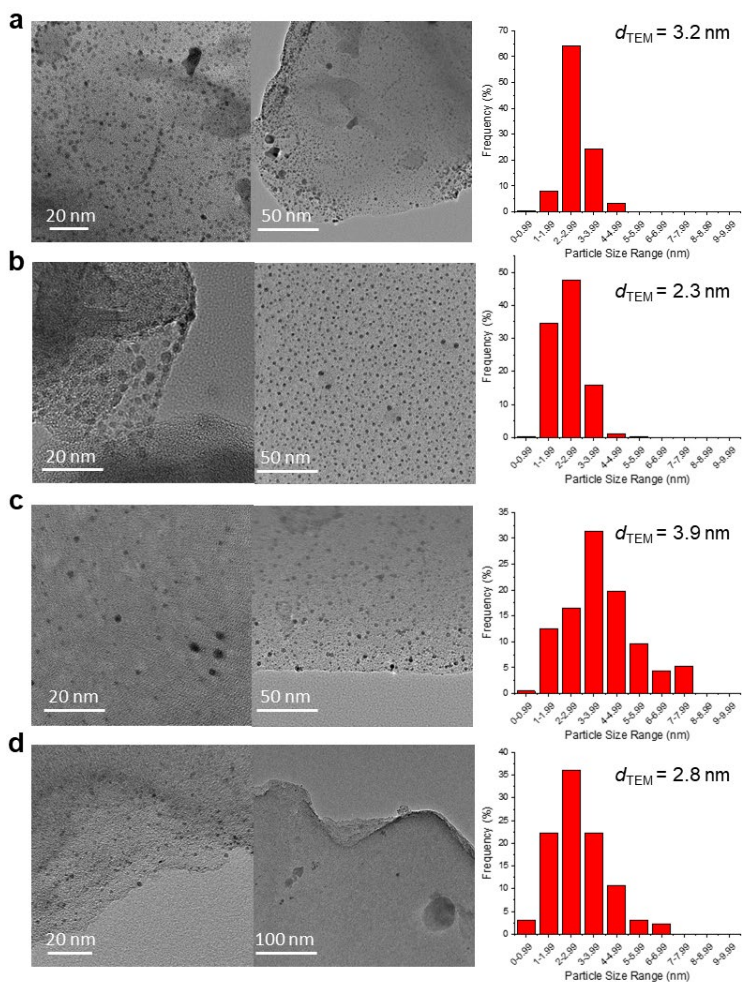 a
20 nm
50 nm
Frequency (%)
70
60
50
40
30
20
10
0
d_TEM = 3.2 nm
0-0.99
1-1.99
2-2.99
3-3.99
4-4.99
5-5.99
6-6.99
7-7.99
8-8.99
9-9.99
Particle Size Range (nm)
b
20 nm
50 nm
Frequency (%)
50
40
30
20
10
0
d_TEM = 2.3 nm
0-0.99
1-1.99
2-2.99
3-3.99
4-4.99
5-5.99
6-6.99
7-7.99
8-8.99
9-9.99
Particle Size Range (nm)
c
20 nm
50 nm
Frequency (%)
35
30
25
20
15
10
5
0
d_TEM = 3.9 nm
0-0.99
1-1.99
2-2.99
3-3.99
4-4.99
5-5.99
6-6.99
7-7.99
8-8.99
9-9.99
Particle Size Range (nm)
d
20 nm
100 nm
Frequency (%)
40
35
30
25
20
15
10
5
0
d_TEM = 2.8 nm
0-0.99
1-1.99
2-2.99
3-3.99
4-4.99
5-5.99
6-6.99
7-7.99
8-8.99
9-9.99
Particle Size Range (nm)